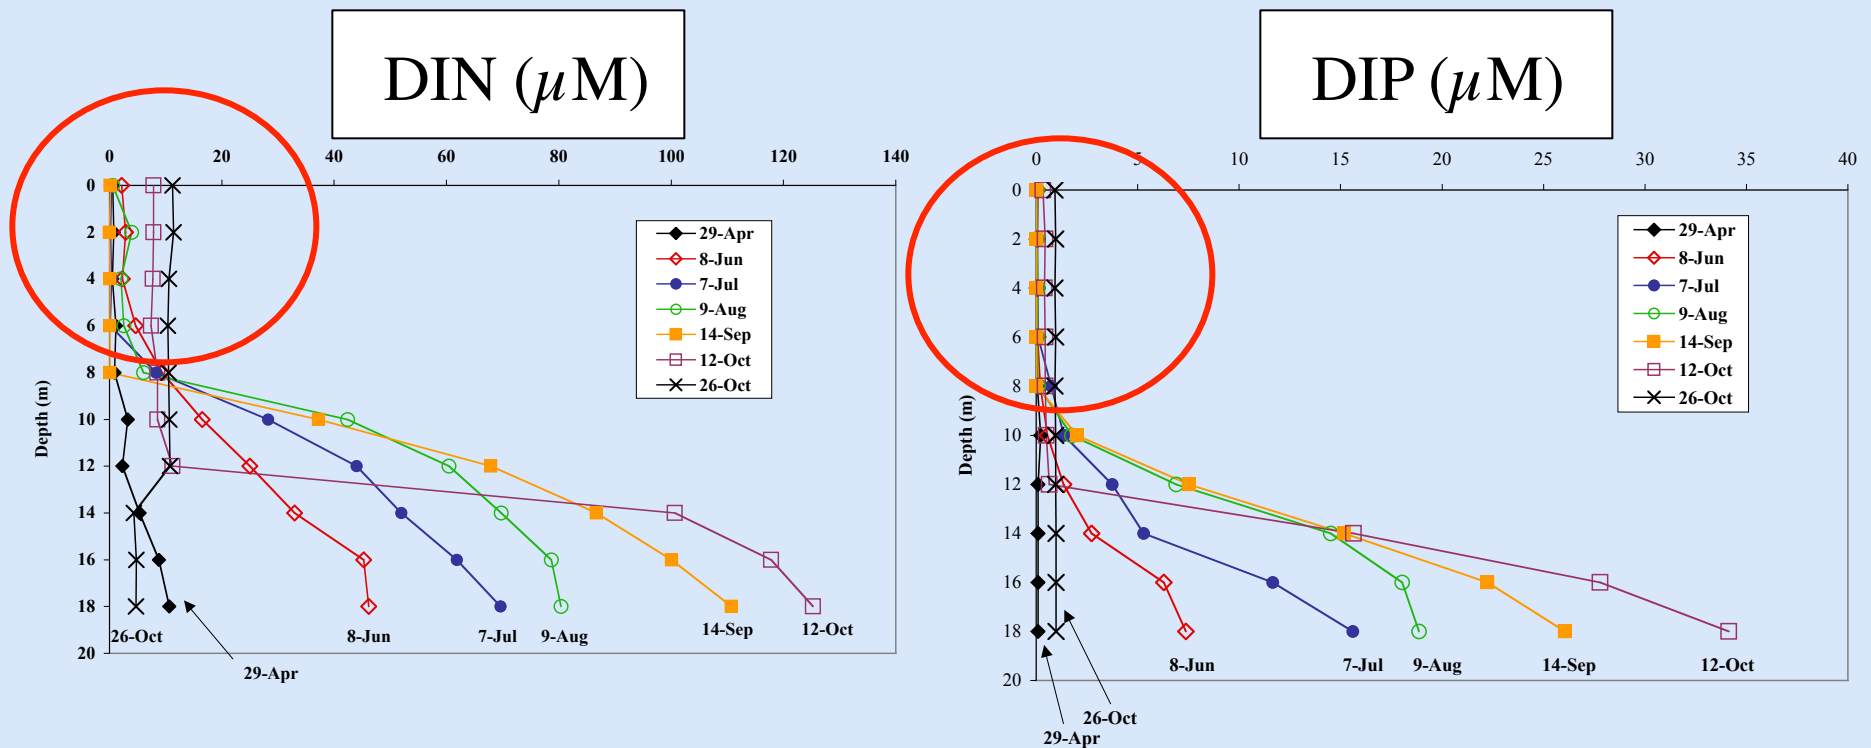 DIN (µM)
0 20 40 60 80 100 120 140
0
2
4
6
8
10
12
14
16
18
20
Depth (m)
29-Apr
8-Jun
7-Jul
9-Aug
14-Sep
12-Oct
26-Oct
26-Oct 8-Jun 7-Jul 9-Aug 14-Sep 12-Oct
29-Apr
DIP (µM)
0 5 10 15 20 25 30 35 40
0
2
4
6
8
10
12
14
16
18
20
Depth (m)
29-Apr
8-Jun
7-Jul
9-Aug
14-Sep
12-Oct
26-Oct
8-Jun 7-Jul 9-Aug 14-Sep 12-Oct
26-Oct
29-Apr